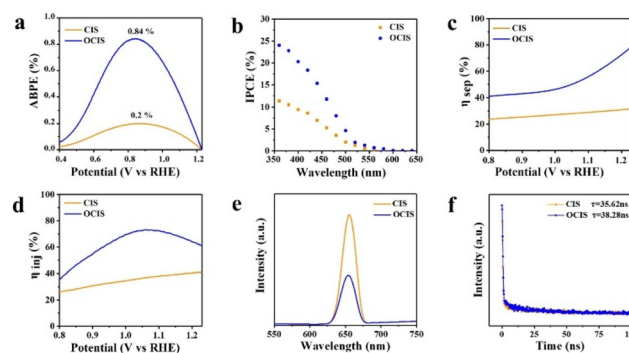 a
CIS
OCIS
0.84 %
0.2 %
ABPE (%)
1.0
0.8
0.6
0.4
0.2
0.0
0.4 0.6 0.8 1.0 1.2
Potential (V vs RHE)
b
CIS
OCIS
IPCE (%)
30
25
20
15
10
5
0
350 400 450 500 550 600 650
Wavelength (nm)
c
CIS
OCIS
η sep (%)
100
80
60
40
20
0
0.8 0.9 1.0 1.1 1.2
Potential (V vs RHE)
d
CIS
OCIS
η inj (%)
100
80
60
40
20
0
0.8 0.9 1.0 1.1 1.2
Potential (V vs RHE)
e
CIS
OCIS
Intensity (a.u.)
550 600 650 700 750
Wavelength (nm)
f
CIS τ=35.62ns
OCIS τ=38.28ns
Intensity (a.u.)
0 25 50 75
Time (ns)